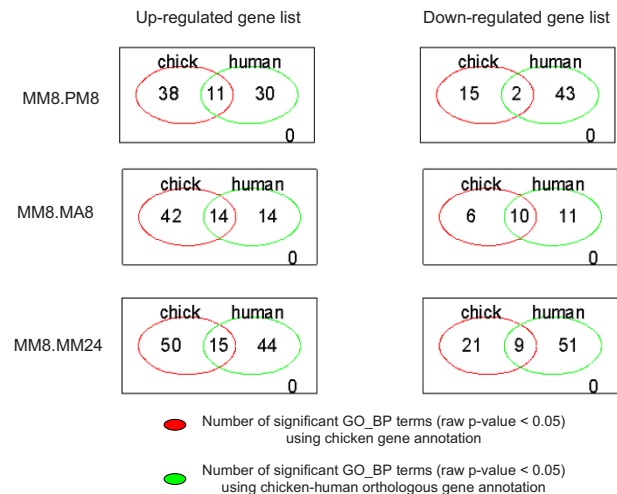 Up-regulated gene list
Down-regulated gene list
MM8.PM8
chick human
38 11 30
0
chick human
15 2 43
0
MM8.MA8
chick human
42 14 14
0
chick human
6 10 11
0
MM8.MM24
chick human
50 15 44
0
chick human
21 9 51
0
Number of significant GO_BP terms (raw p-value < 0.05)
using chicken gene annotation
Number of significant GO_BP terms (raw p-value < 0.05)
using chicken-human orthologous gene annotation